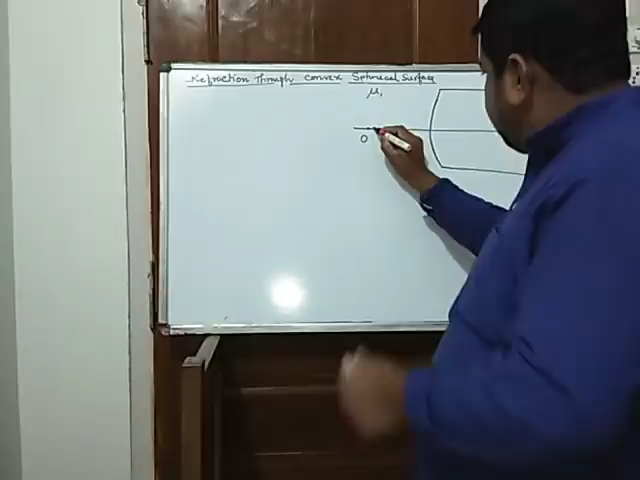 Refraction Through convex Spherical Surface
μ₁
O